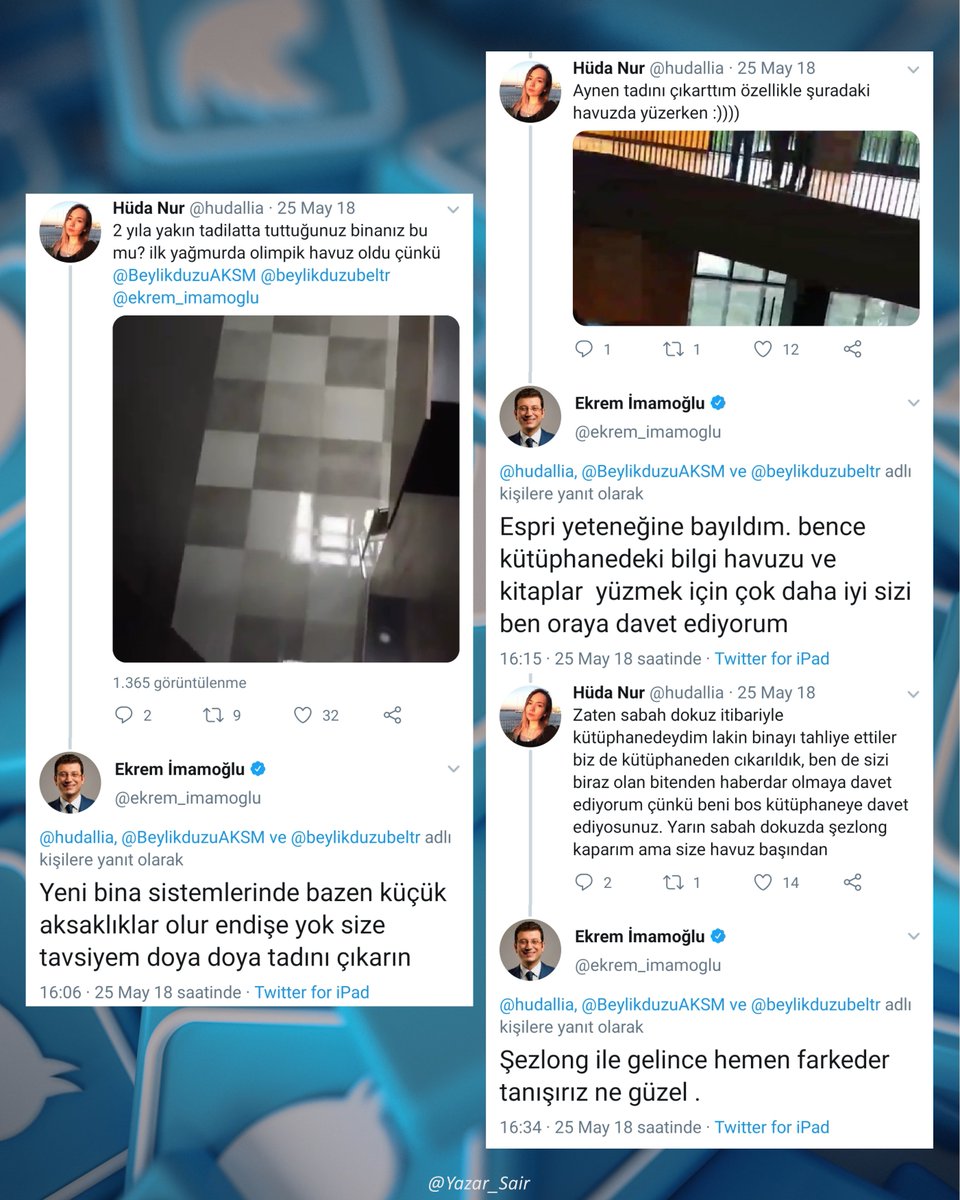 Hüda Nur @hudallia · 25 May 18
2 yıla yakın tadilatta tuttuğunuz binanız bu
mu? ilk yağmurda olimpik havuz oldu çünkü
@BeylikduzuAKSM @beylikduzubeltr
@ekrem_imamoglu
1.365 görüntülenme
2 9 32
Ekrem İmamoğlu
@ekrem_imamoglu
@hudallia, @BeylikduzuAKSM ve @beylikduzubeltr adlı
kişilere yanıt olarak
Yeni bina sistemlerinde bazen küçük
aksaklıklar olur endişe yok size
tavsiyem doya doya tadını çıkarın
16:06 · 25 May 18 saatinde · Twitter for iPad
Hüda Nur @hudallia · 25 May 18
Aynen tadını çıkarttım özellikle şuradaki
havuzda yüzerken :))))
1 1 12
Ekrem İmamoğlu
@ekrem_imamoglu
@hudallia, @BeylikduzuAKSM ve @beylikduzubeltr adlı
kişilere yanıt olarak
Espri yeteneğine bayıldım. bence
kütüphanedeki bilgi havuzu ve
kitaplar yüzmek için çok daha iyi sizi
ben oraya davet ediyorum
16:15 · 25 May 18 saatinde · Twitter for iPad
Hüda Nur @hudallia · 25 May 18
Zaten sabah dokuz itibariyle
kütüphanedeydim lakin binayı tahliye ettiler
biz de kütüphaneden cıkarıldık, ben de sizi
biraz olan bitenden haberdar olmaya davet
ediyorum çünkü beni bos kütüphaneye davet
ediyosunuz. Yarın sabah dokuzda şezlong
kaparım ama size havuz başından
2 1 14
Ekrem İmamoğlu
@ekrem_imamoglu
@hudallia, @BeylikduzuAKSM ve @beylikduzubeltr adlı
kişilere yanıt olarak
Şezlong ile gelince hemen farkeder
tanışırız ne güzel .
16:34 · 25 May 18 saatinde · Twitter for iPad
@Yazar_Sair